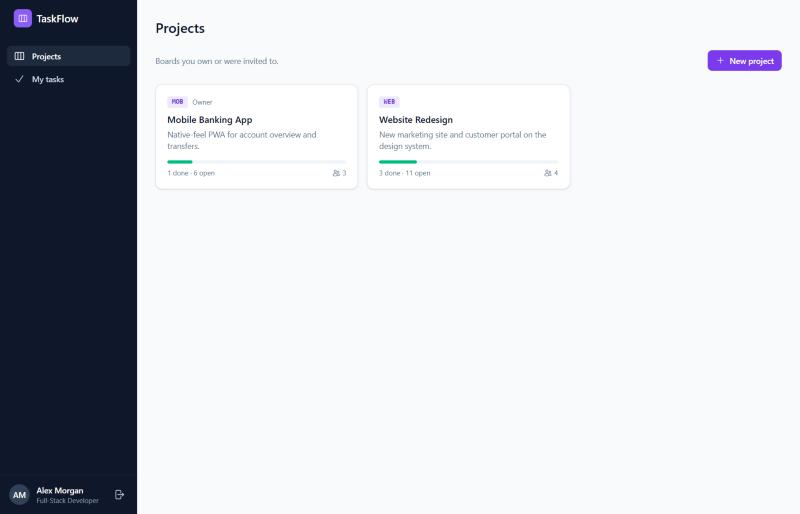 TaskFlow
Projects
My tasks
AM
Alex Morgan
Full-Stack Developer
Projects
Boards you own or were invited to.
New project
MOB Owner
Mobile Banking App
Native-feel PWA for account overview and
transfers.
1 done · 6 open 3
WEB
Website Redesign
New marketing site and customer portal on the
design system.
3 done · 11 open 4